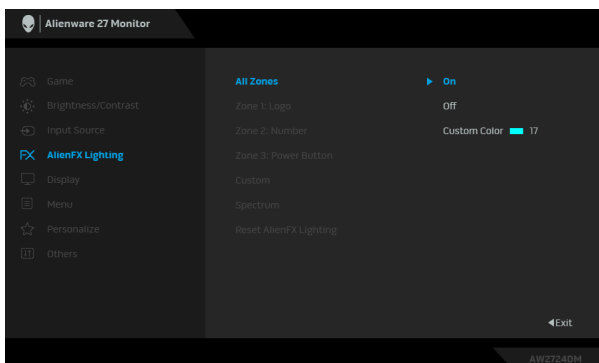 Alienware 27 Monitor
Game
Brightness/Contrast
Input Source
FX AlienFX Lighting
Display
Menu
Personalize
Others
All Zones
Zone 1: Logo
Zone 2: Number
Zone 3: Power Button
Custom
Spectrum
Reset AlienFX Lighting
On
Off
Custom Color 17
Exit
AW2724DM